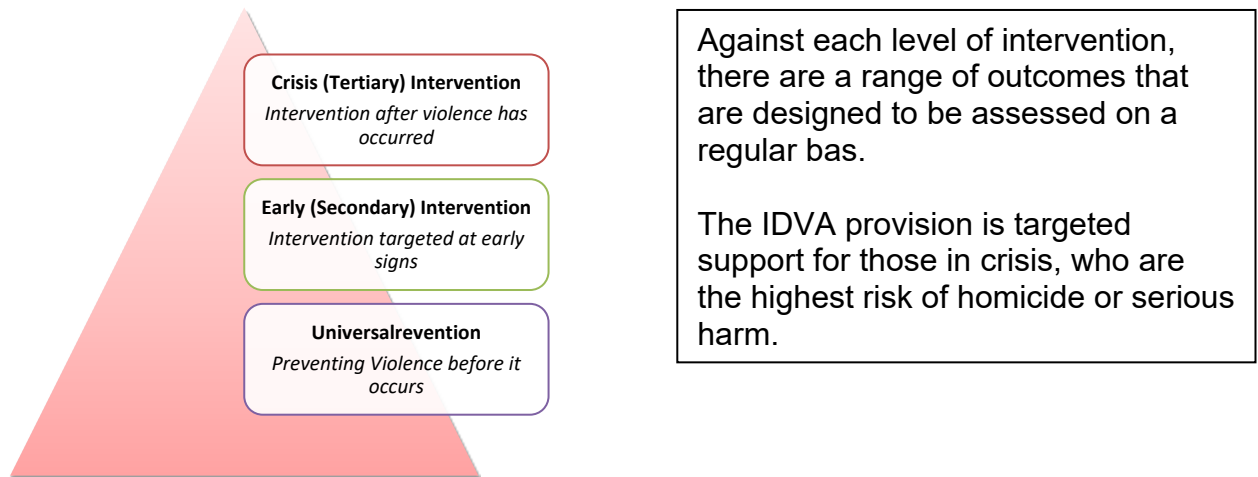 Crisis (Tertiary) Intervention
Intervention after violence has
occurred
Early (Secondary) Intervention
Intervention targeted at early
signs
Universalrevention
Preventing Violence before it
occurs
Against each level of intervention,
there are a range of outcomes that
are designed to be assessed on a
regular bas.
The IDVA provision is targeted
support for those in crisis, who are
the highest risk of homicide or serious
harm.